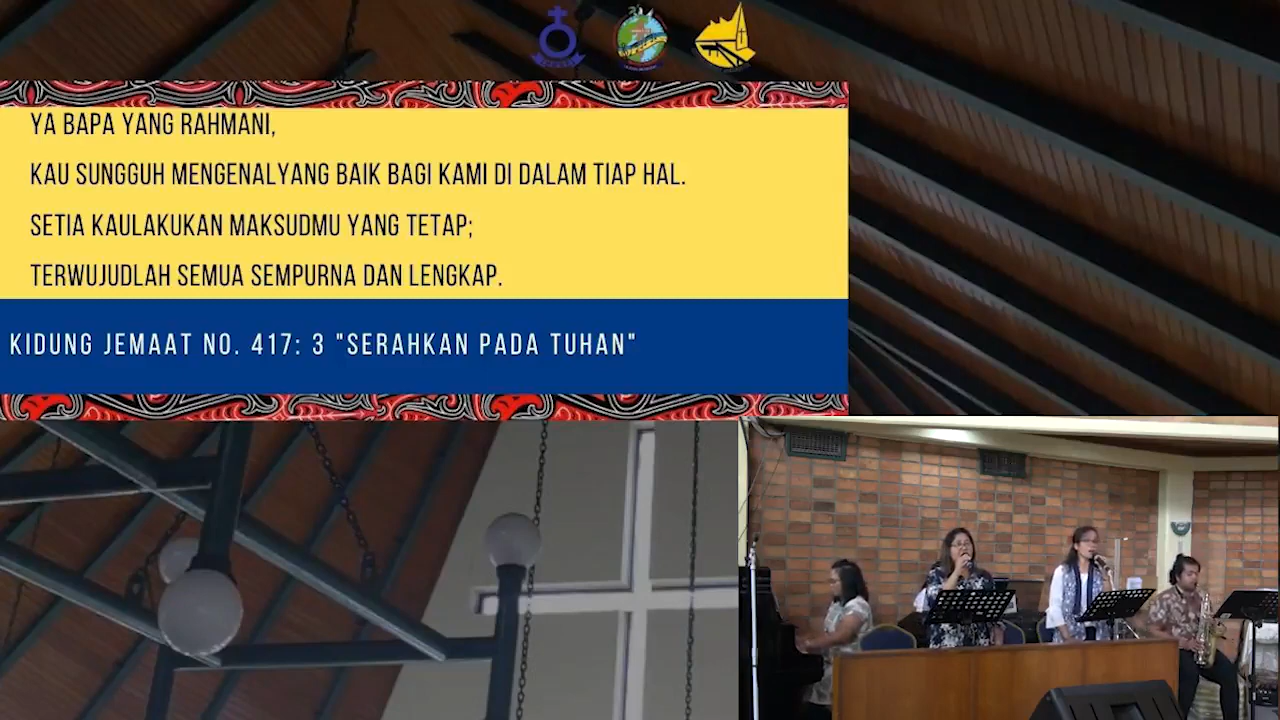 YA BAPA YANG RAHMANI,
KAU SUNGGUH MENGENALYANG BAIK BAGI KAMI DI DALAM TIAP HAL.
SETIA KAULAKUKAN MAKSUDMU YANG TETAP;
TERWUJUDLAH SEMUA SEMPURNA DAN LENGKAP.
KIDUNG JEMAAT NO. 417: 3 "SERAHKAN PADA TUHAN"